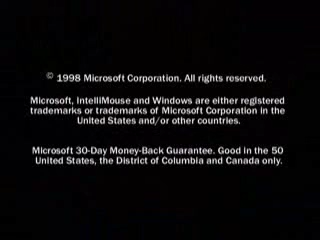 © 1998 Microsoft Corporation. All rights reserved.
Microsoft, IntelliMouse and Windows are either registered
trademarks or trademarks of Microsoft Corporation in the
United States and/or other countries.
Microsoft 30-Day Money-Back Guarantee. Good in the 50
United States, the District of Columbia and Canada only.